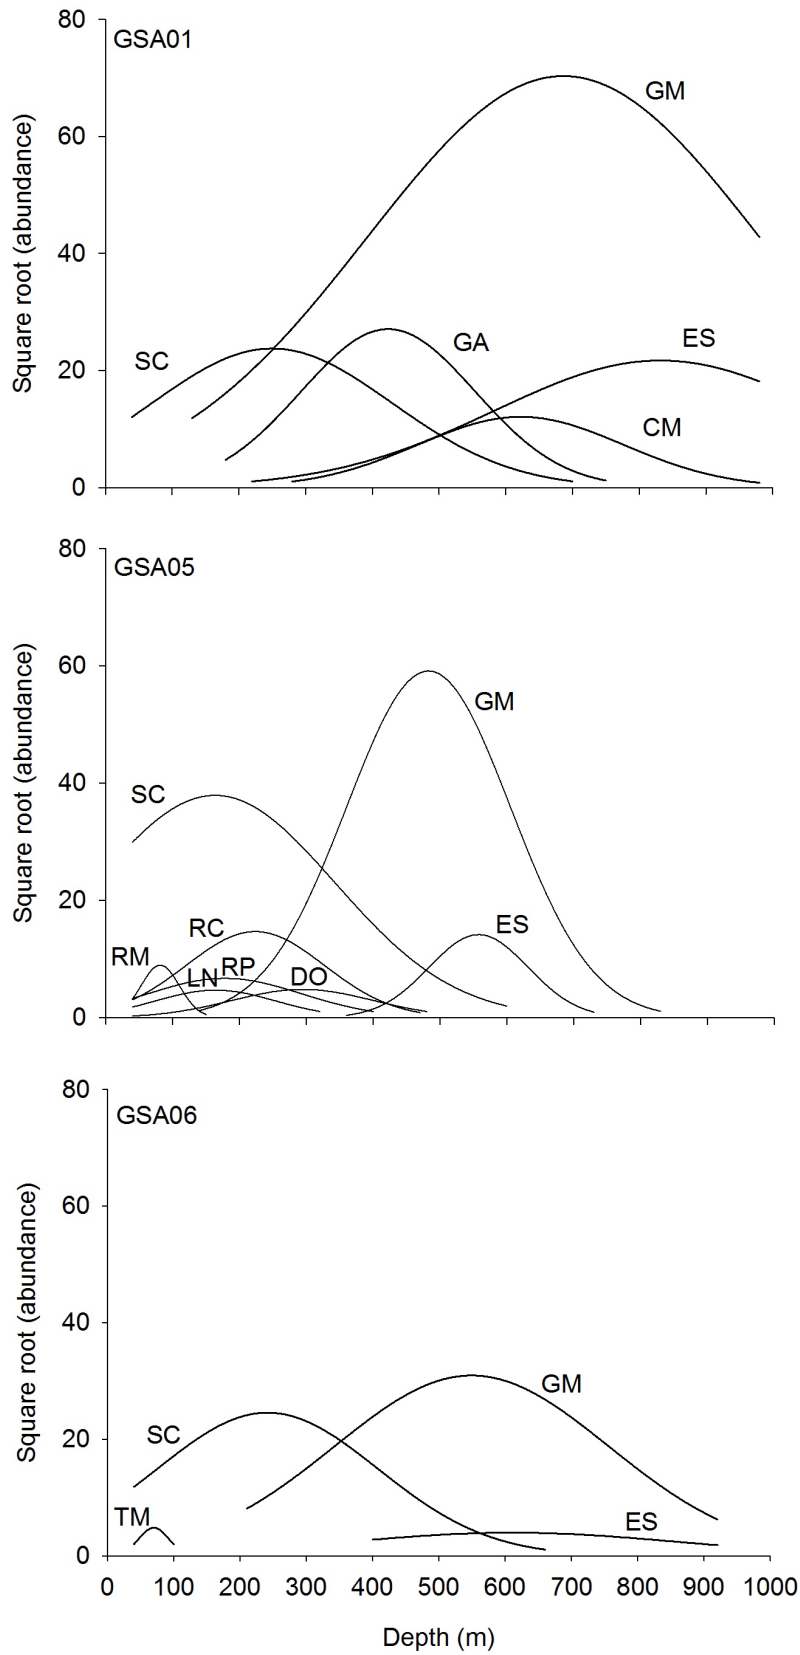 80
GSA01
GM
60
Square root (abundance)
40
SC
GA
ES
20
CM
0
80
GSA05
60
GM
Square root (abundance)
SC
40
20
RC
ES
RM
LN
RP
DO
0
80
GSA06
60
Square root (abundance)
40
GM
SC
20
TM
ES
0
0 100 200 300 400 500 600 700 800 900 1000
Depth (m)